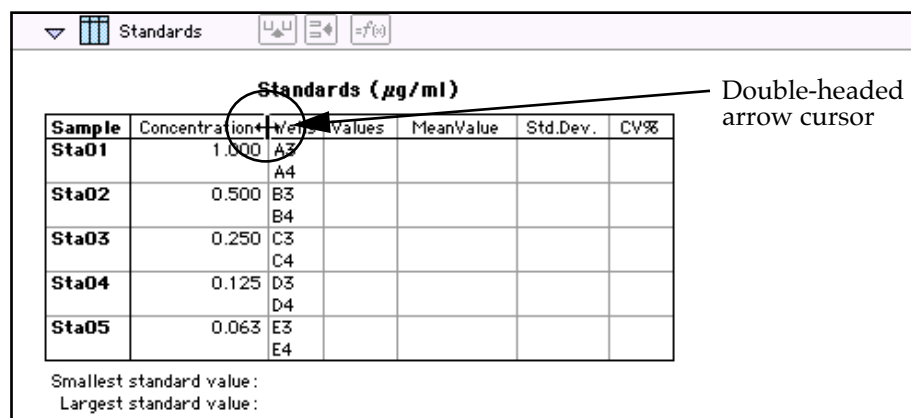 Standards
=f(x)
Standards (µg/ml)
Double-headed
arrow cursor
Sample Concentration Wells Values MeanValue Std.Dev. CV%
Sta01 1.000 A3
A4
Sta02 0.500 B3
B4
Sta03 0.250 C3
C4
Sta04 0.125 D3
D4
Sta05 0.063 E3
E4
Smallest standard value:
Largest standard value: